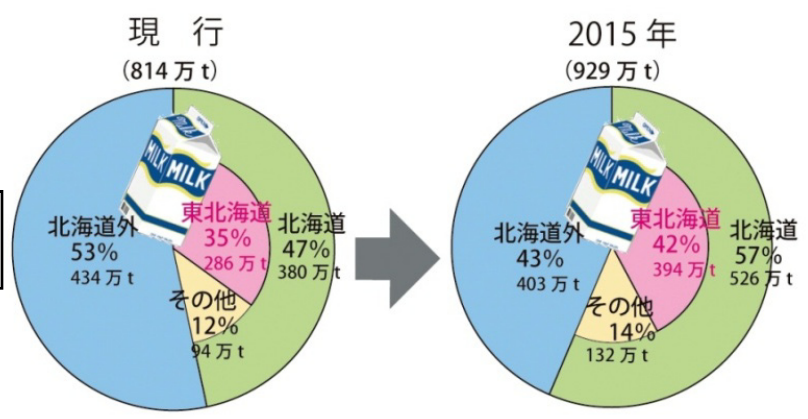 現 行
(814 万 t)
MILK
MILK
MILK
北海道外
53%
434 万 t
東北海道
35%
286 万 t
北海道
47%
380 万 t
その他
12%
94 万 t
2015 年
(929 万 t)
MILK
MILK
MILK
北海道外
43%
403 万 t
東北海道
42%
394 万 t
北海道
57%
526 万 t
その他
14%
132 万 t